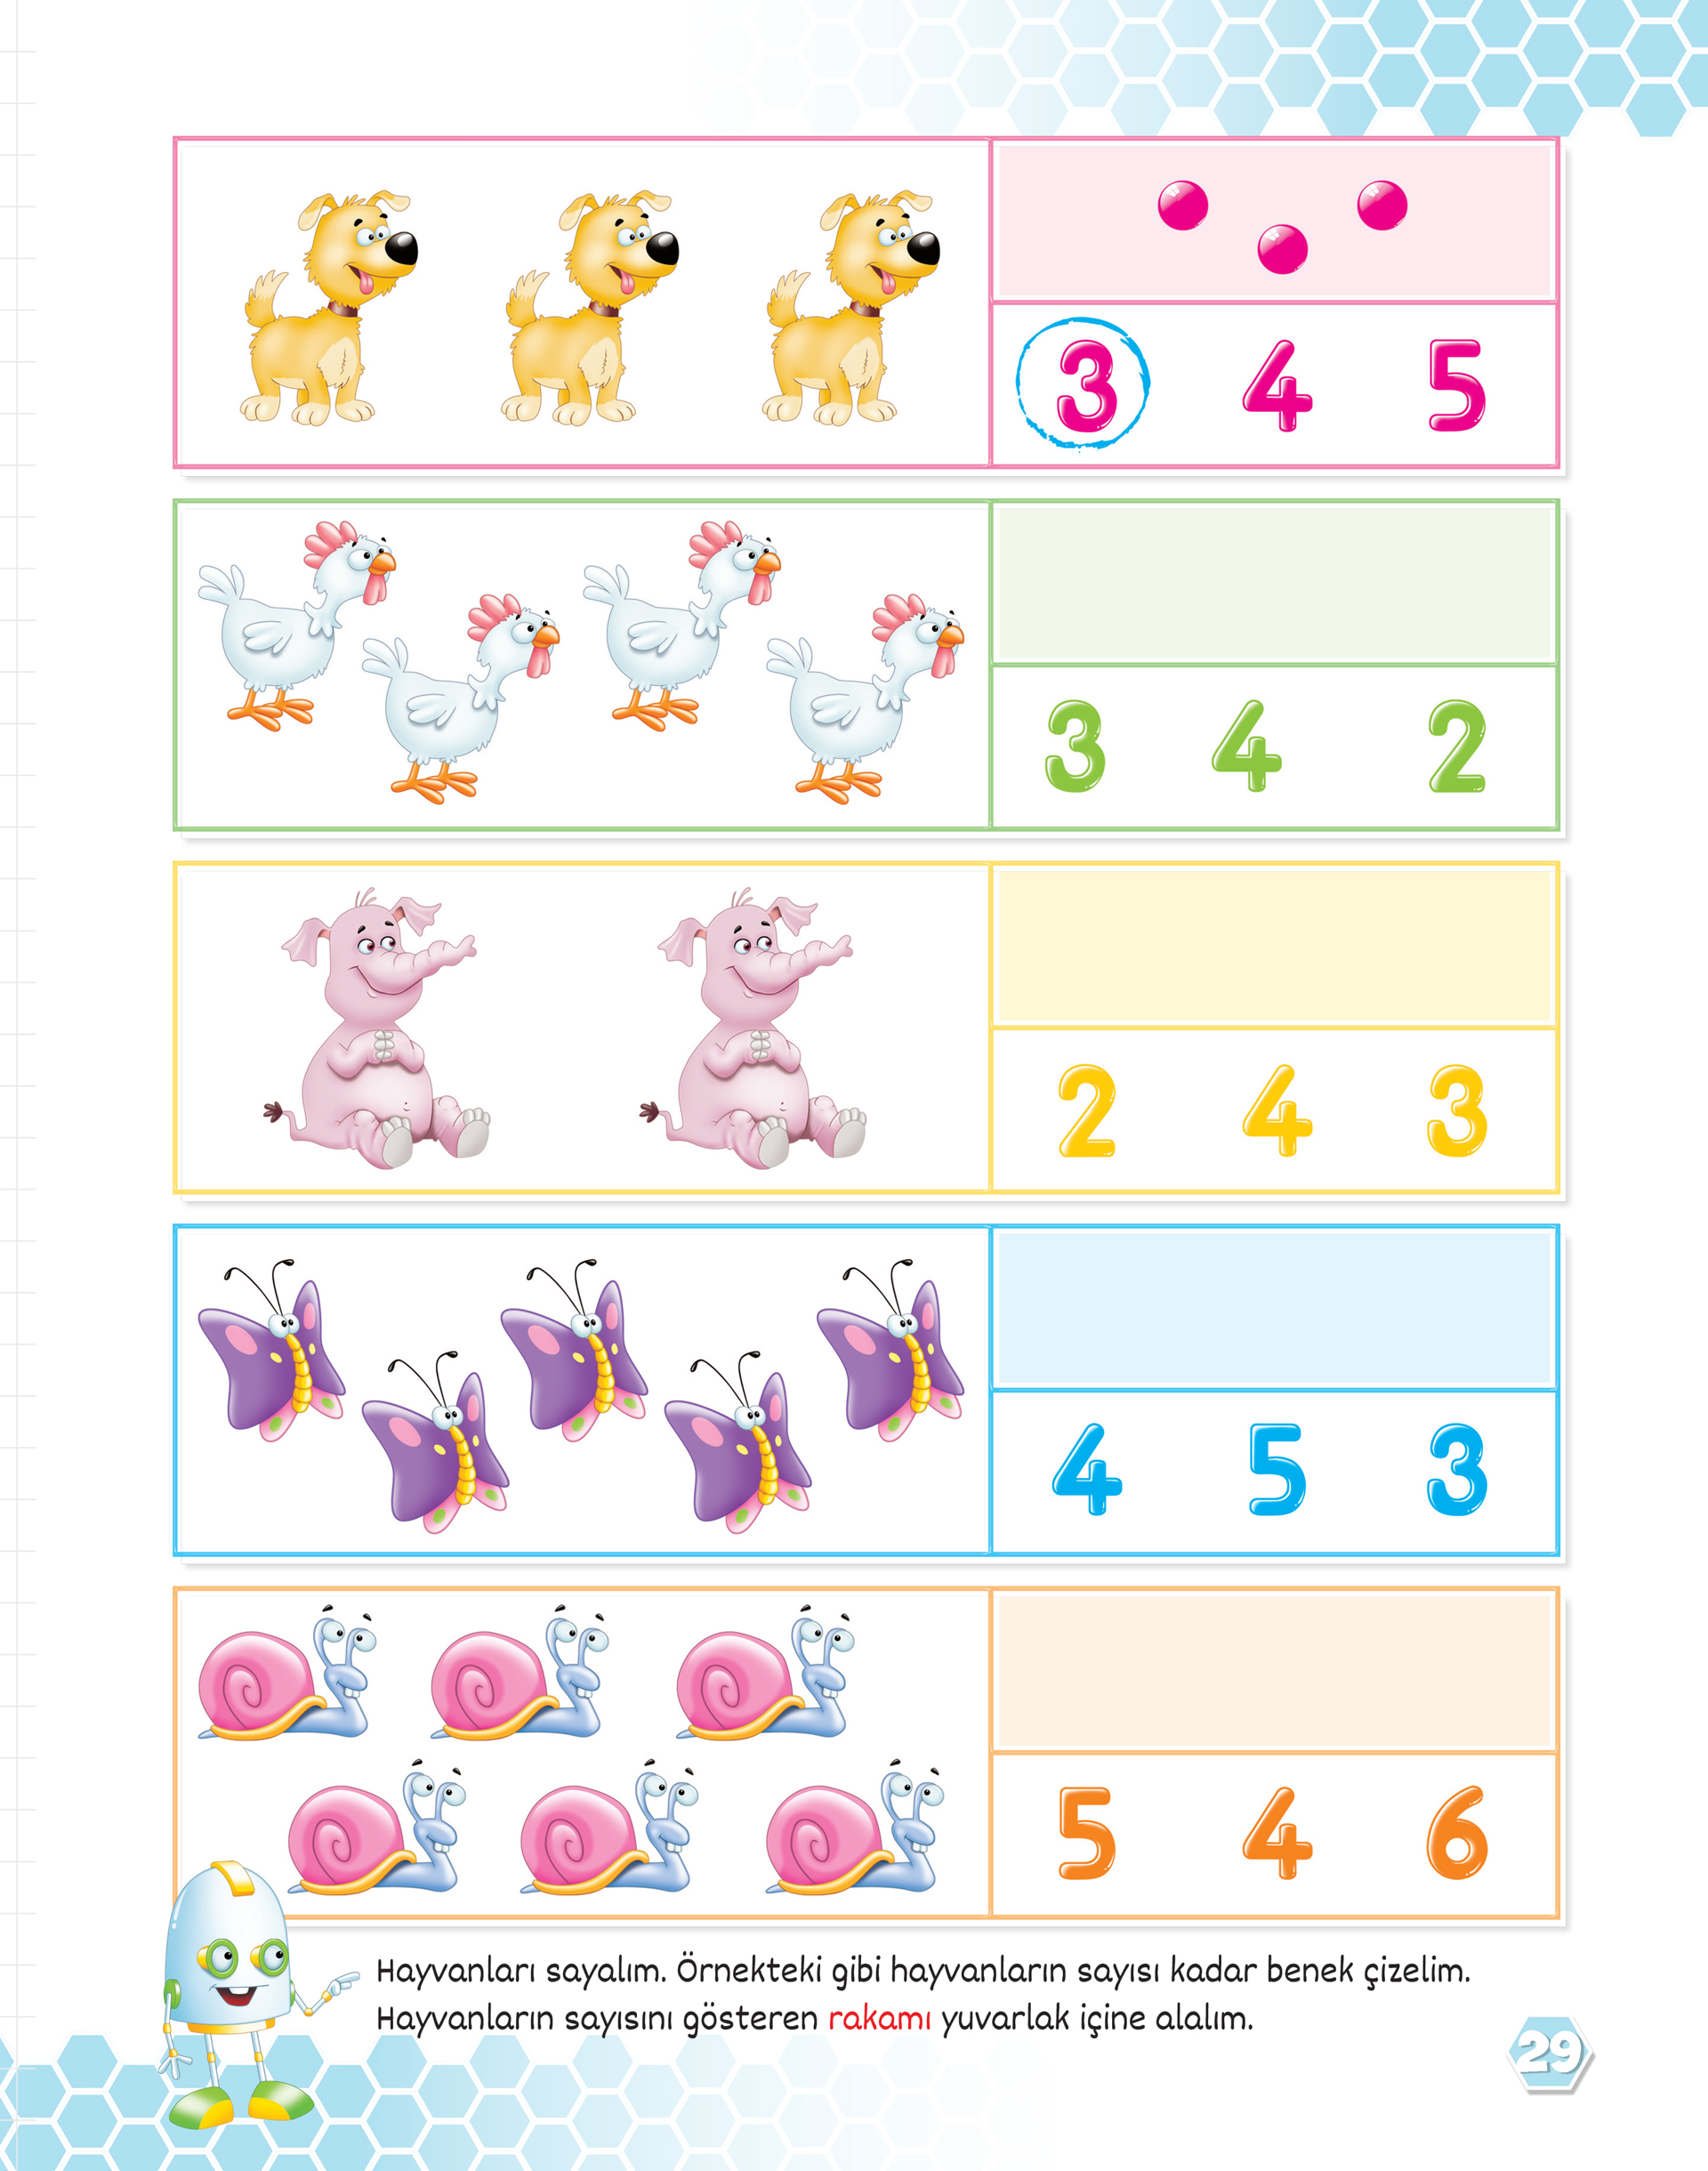 3 4 5
3 4 2
2 4 3
4 5 3
5 4 6
Hayvanları sayalım. Örnekteki gibi hayvanların sayısı kadar benek çizelim.
Hayvanların sayısını gösteren rakamı yuvarlak içine alalım.
29